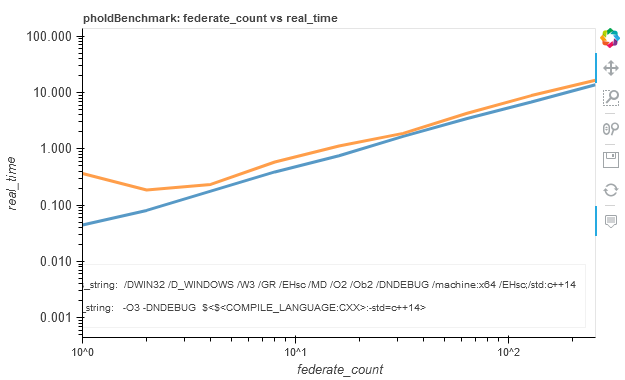 pholdBenchmark: federate_count vs real_time
100.000
10.000
1.000
0.100
0.010
0.001
real_time
_string: /DWIN32 /D_WINDOWS /W3 /GR /EHsc /MD /O2 /Ob2 /DNDEBUG /machine:x64 /EHsc;/std:c++14
_string: -O3 -DNDEBUG $<$<COMPILE_LANGUAGE:CXX>:-std=c++14>
10^0
10^1
10^2
federate_count